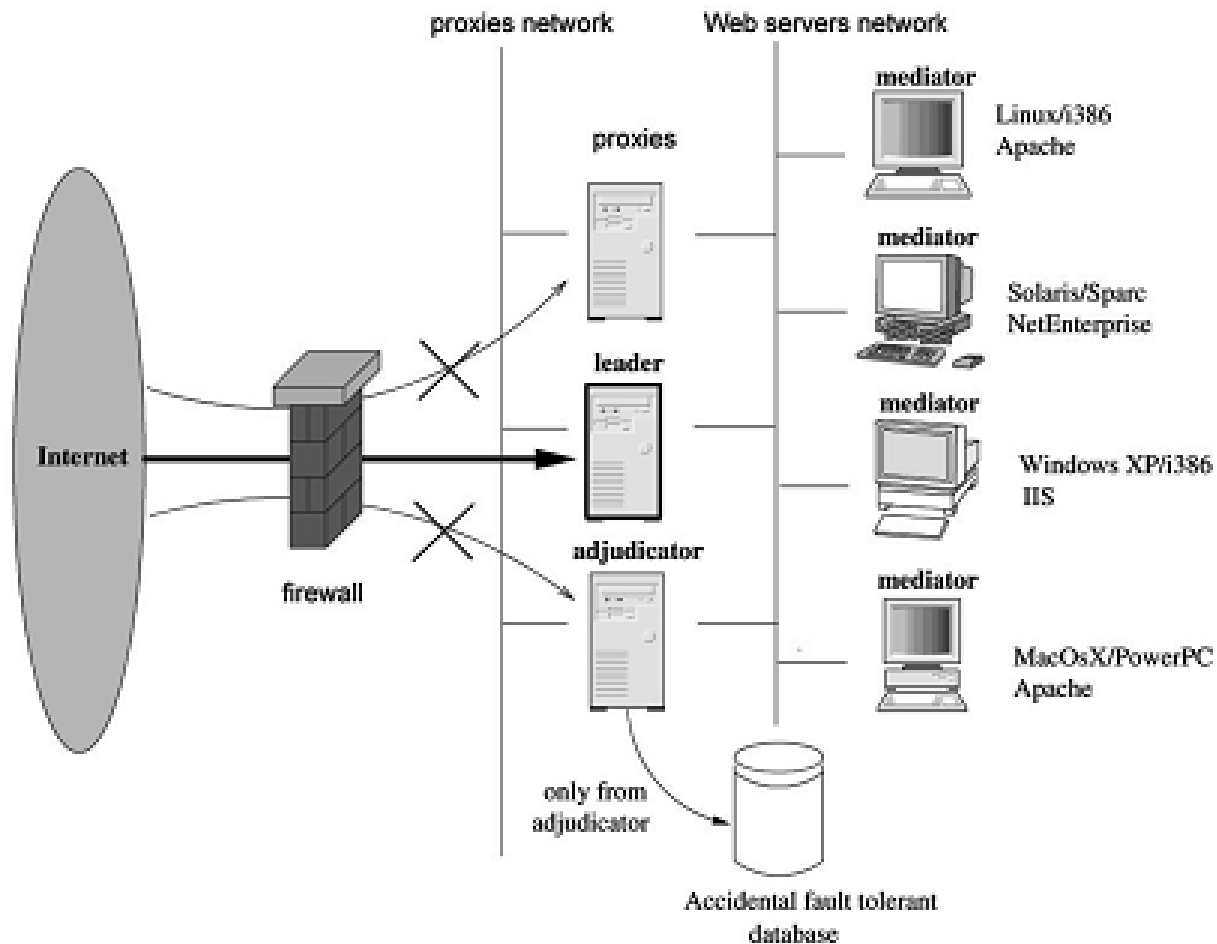 proxies network
Web servers network
mediator
Linux/i386
Apache
proxies
mediator
Solaris/Sparc
NetEnterprise
leader
mediator
Internet
Windows XP/i386
IIS
adjudicator
firewall
mediator
MacOsX/PowerPC
Apache
only from
adjudicator
Accidental fault tolerant
database